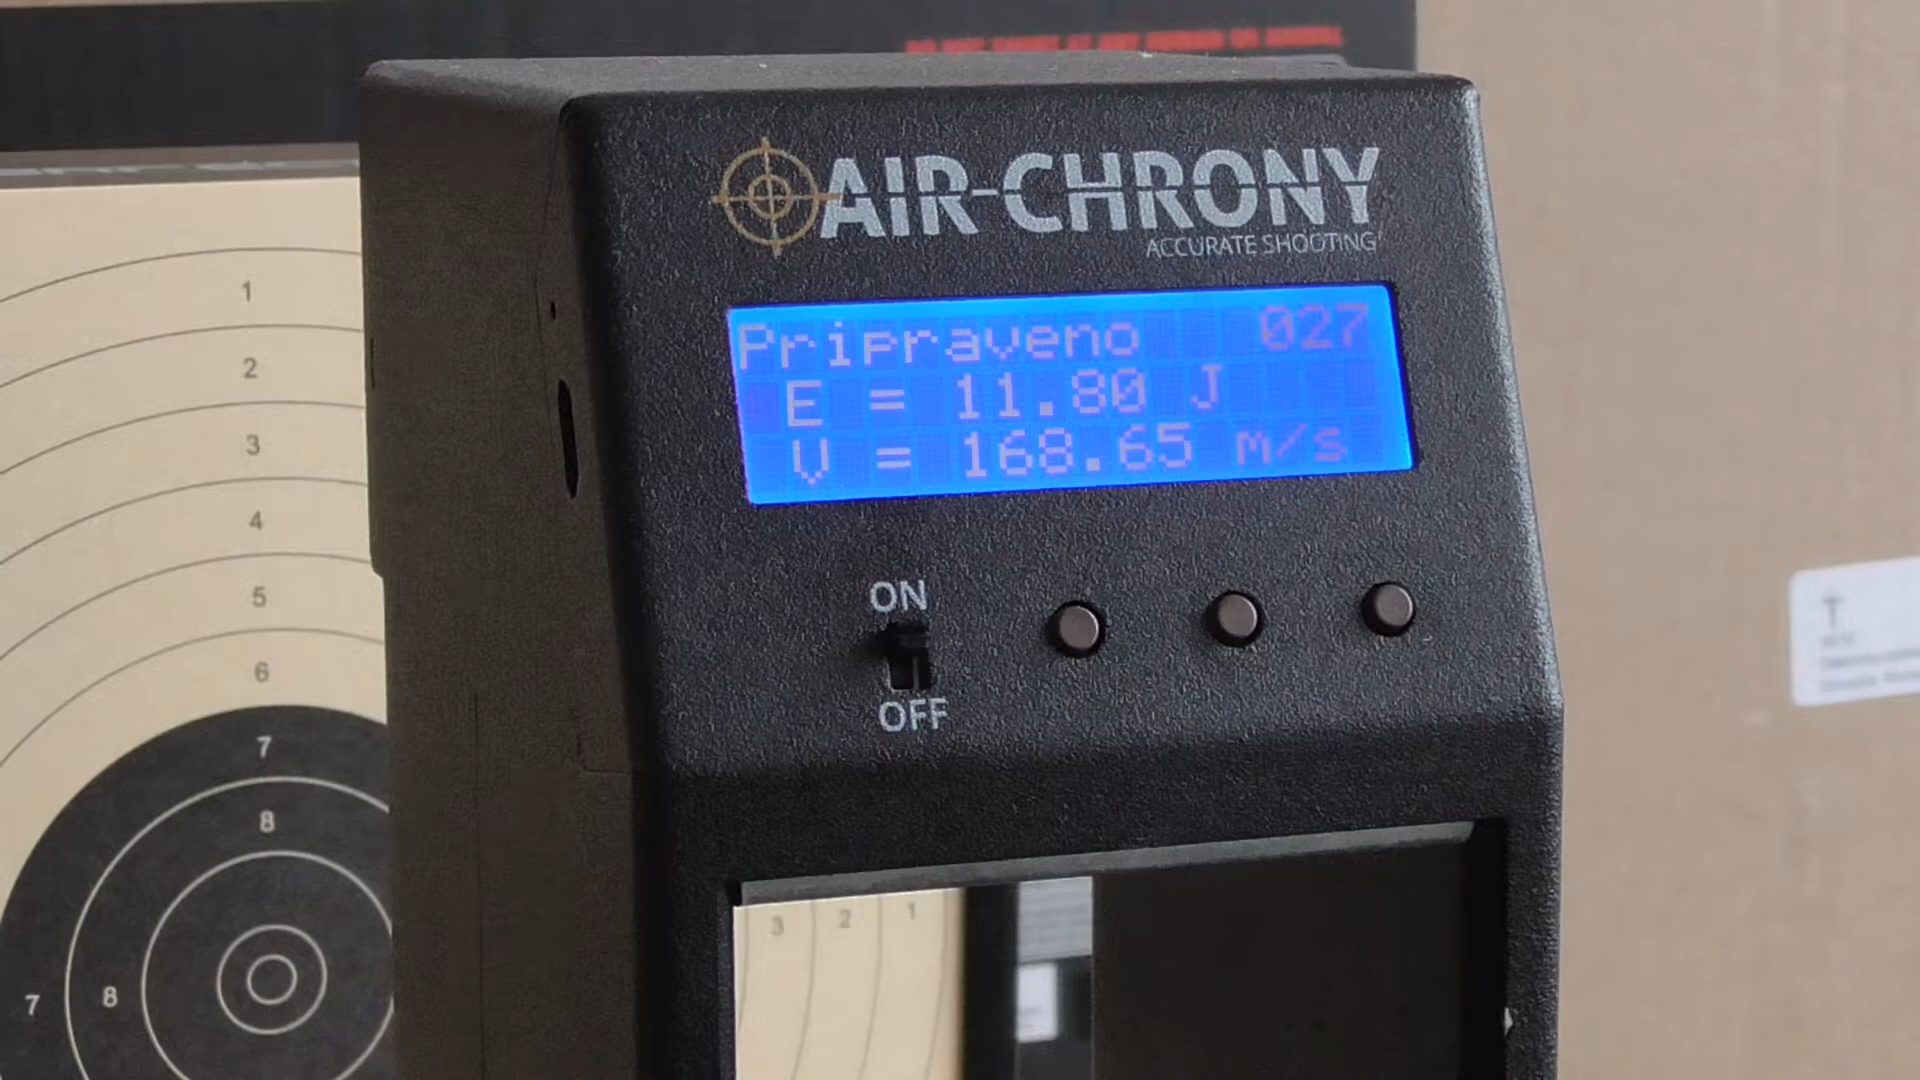 AIR-CHRONY
ACCURATE SHOOTING
Pripraveno 027
E = 11.80 J
V = 168.65 m/s
ON
OFF
1
2
3
4
5
6
7
8
7 8
3 2 1